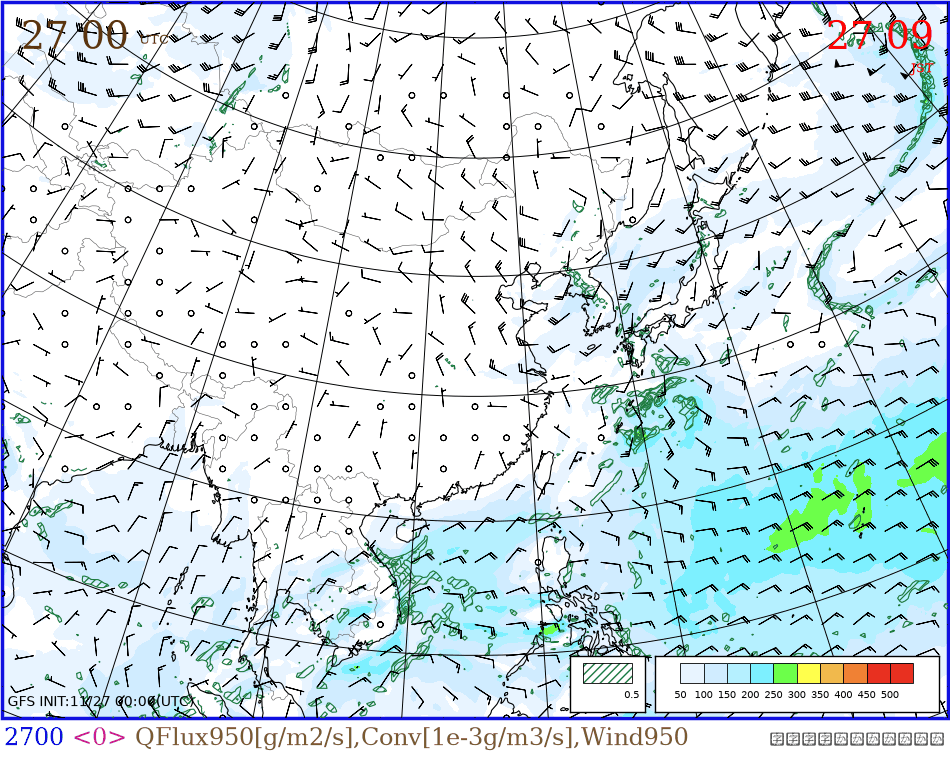 27 00 UTC
27 09
JST
0.5
50 100 150 200 250 300 350 400 450 500
GFS INIT:11/27 00:00(UTC)
2700 <0> QFlux950[g/m2/s],Conv[1e-3g/m3/s],Wind950